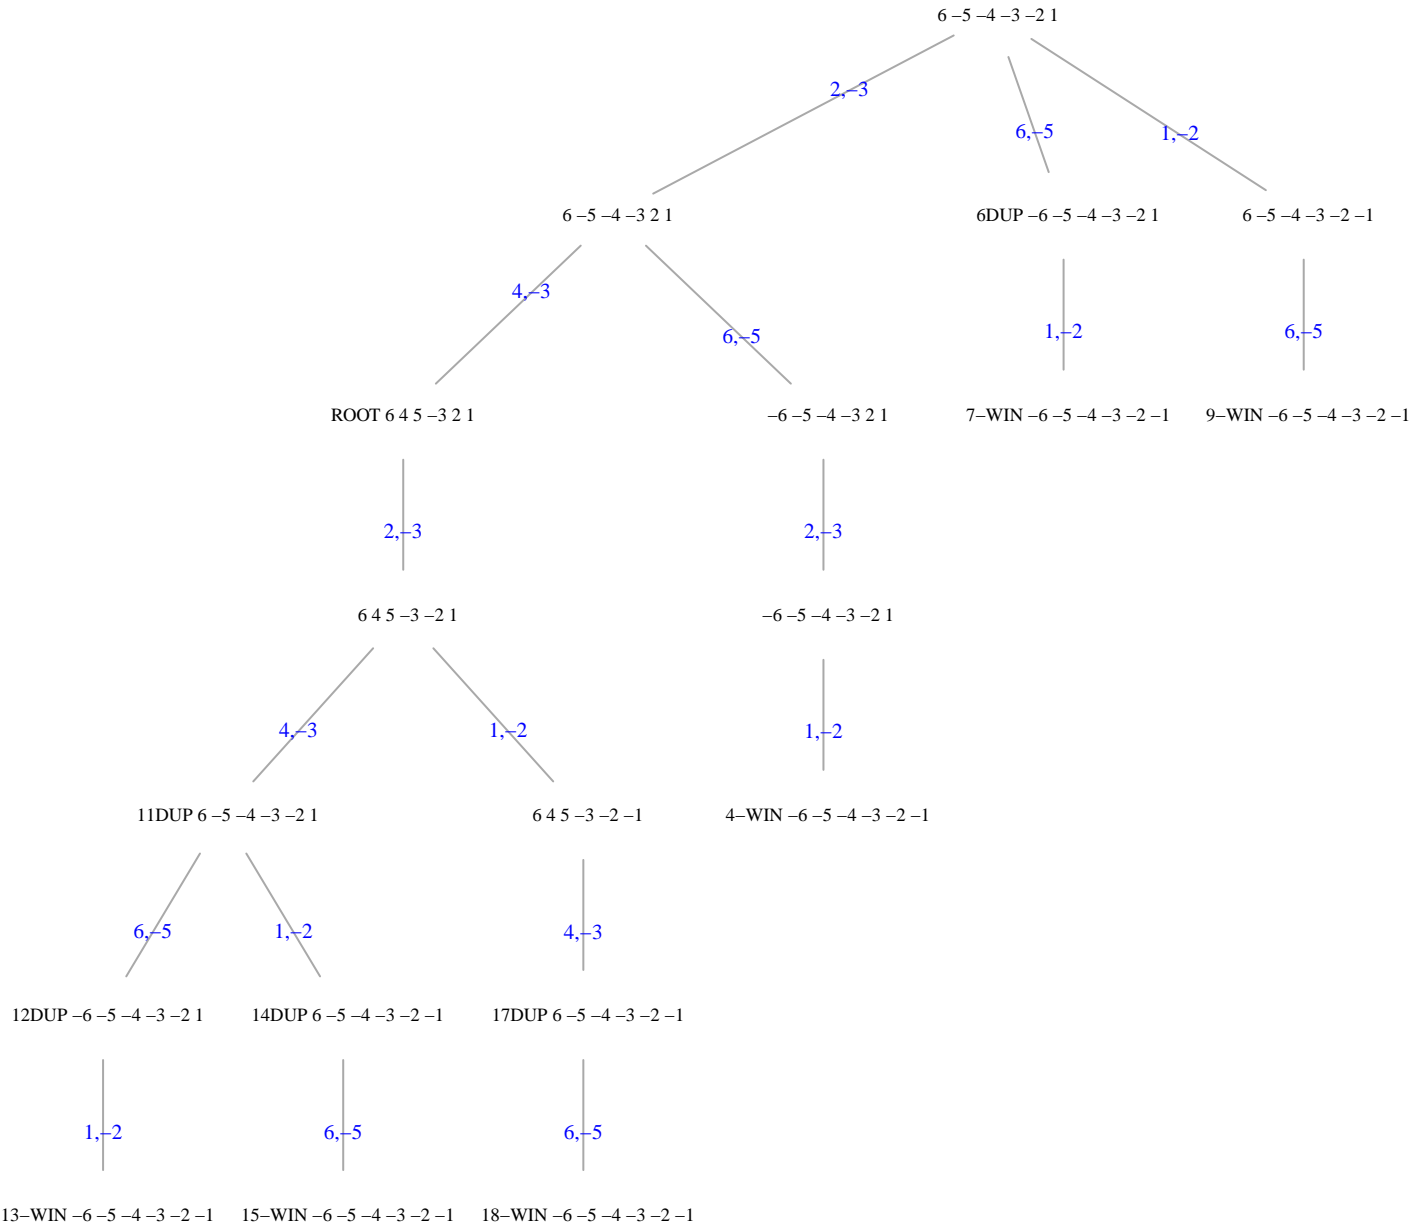 6 –5 –4 –3 –2 1
2,–3
6,–5
1,–2
6 –5 –4 –3 2 1
6DUP –6 –5 –4 –3 –2 1
6 –5 –4 –3 –2 –1
4,–3
6,–5
1,–2
6,–5
ROOT 6 4 5 –3 2 1
–6 –5 –4 –3 2 1
7–WIN –6 –5 –4 –3 –2 –1
9–WIN –6 –5 –4 –3 –2 –1
2,–3
2,–3
6 4 5 –3 –2 1
–6 –5 –4 –3 –2 1
4,–3
1,–2
1,–2
11DUP 6 –5 –4 –3 –2 1
6 4 5 –3 –2 –1
4–WIN –6 –5 –4 –3 –2 –1
6,–5
1,–2
4,–3
12DUP –6 –5 –4 –3 –2 1
14DUP 6 –5 –4 –3 –2 –1
17DUP 6 –5 –4 –3 –2 –1
1,–2
6,–5
6,–5
13–WIN –6 –5 –4 –3 –2 –1
15–WIN –6 –5 –4 –3 –2 –1
18–WIN –6 –5 –4 –3 –2 –1